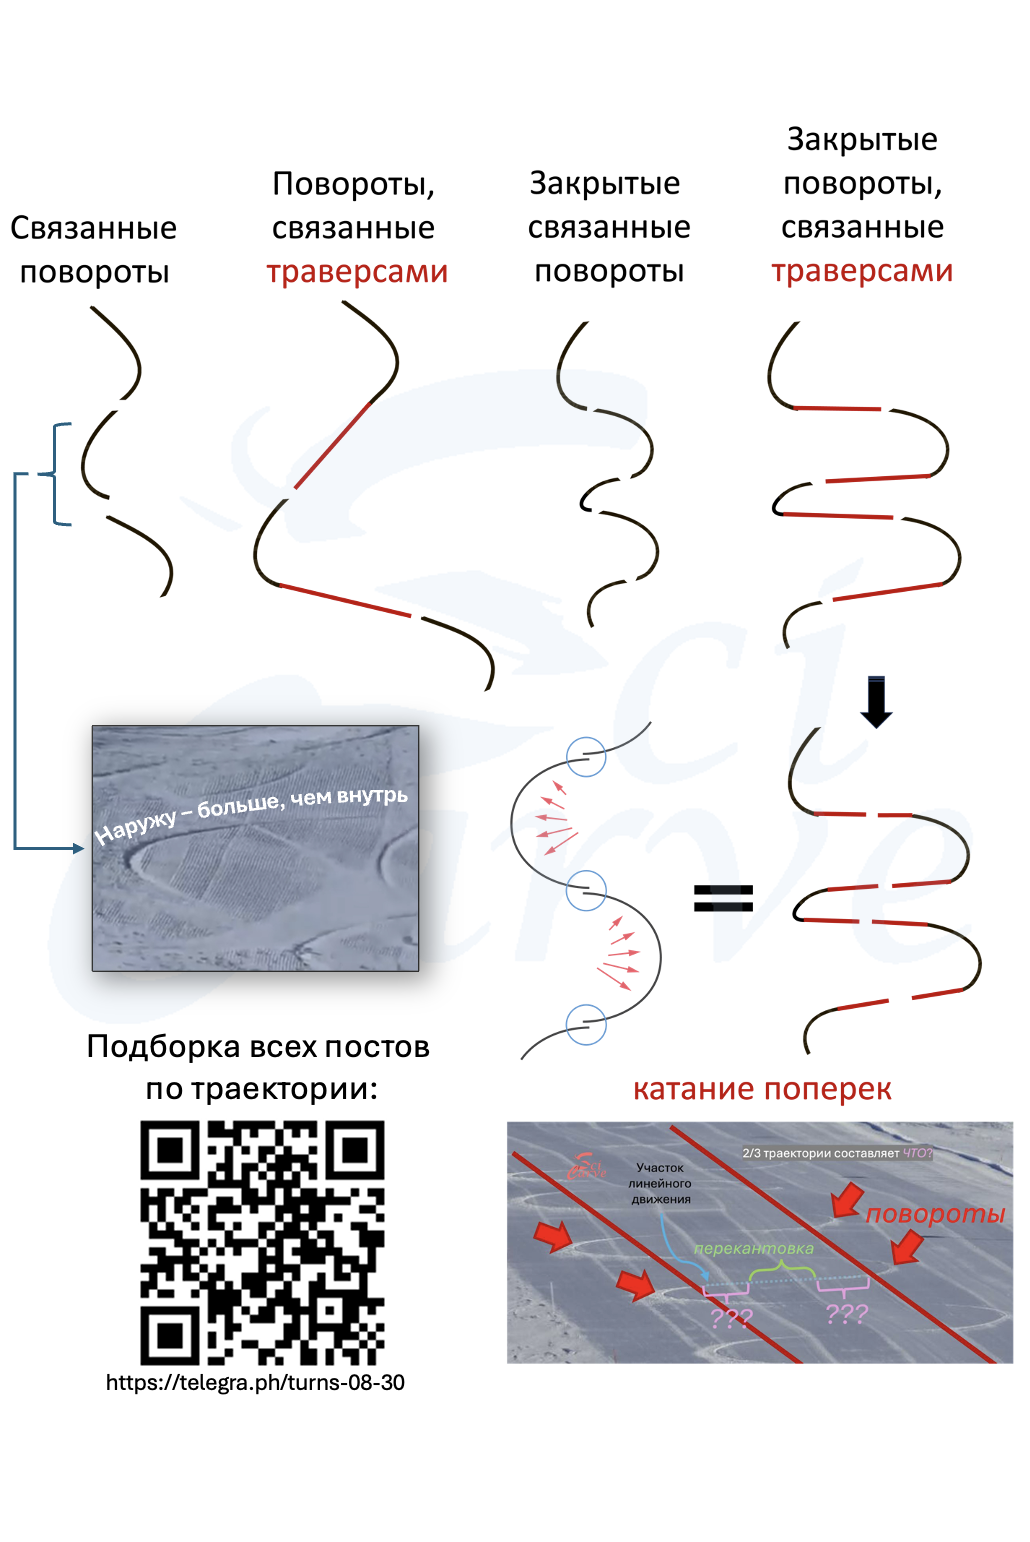 Связанные
повороты
Повороты,
связанные
траверсами
Закрытые
связанные
повороты
Закрытые
повороты,
связанные
траверсами
Наружу – больше, чем внутрь
Подборка всех постов
по траектории:
https://telegra.ph/turns-08-30
катание поперек
2/3 траектории составляет ЧТО?
Участок
линейного
движения
повороты
перекантовка
???
???
ci
arve